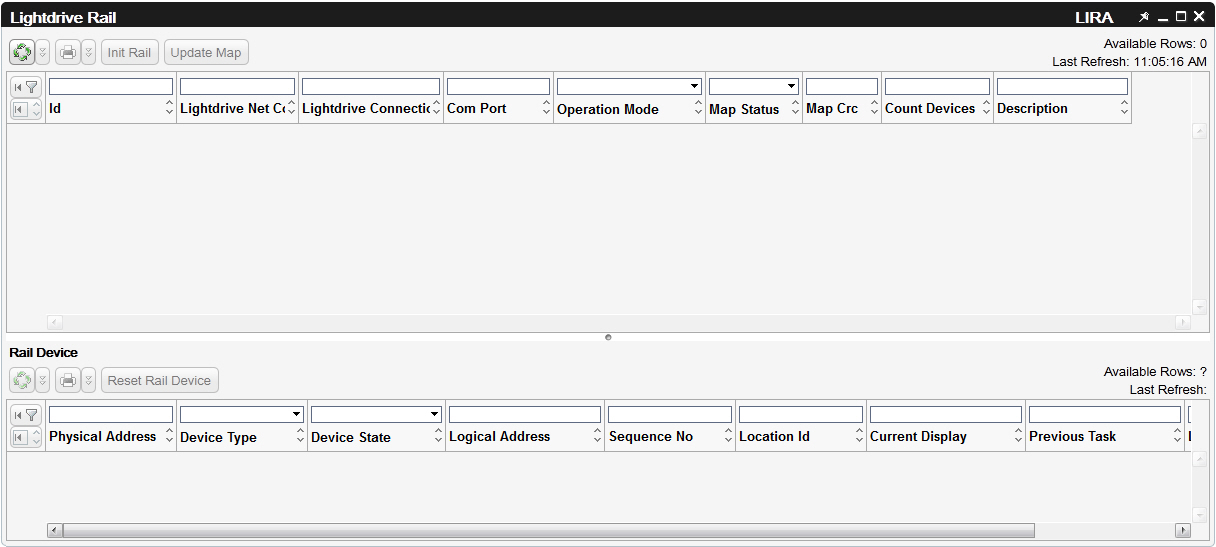 Lightdrive Rail LIRA
Available Rows: 0
Init Rail Update Map
Last Refresh: 11:05:16 AM
Id Lightdrive Net Co Lightdrive Connectio Com Port Operation Mode Map Status Map Crc Count Devices Description
Rail Device
Available Rows: ?
Reset Rail Device
Last Refresh:
Physical Address Device Type Device State Logical Address Sequence No Location Id Current Display Previous Task